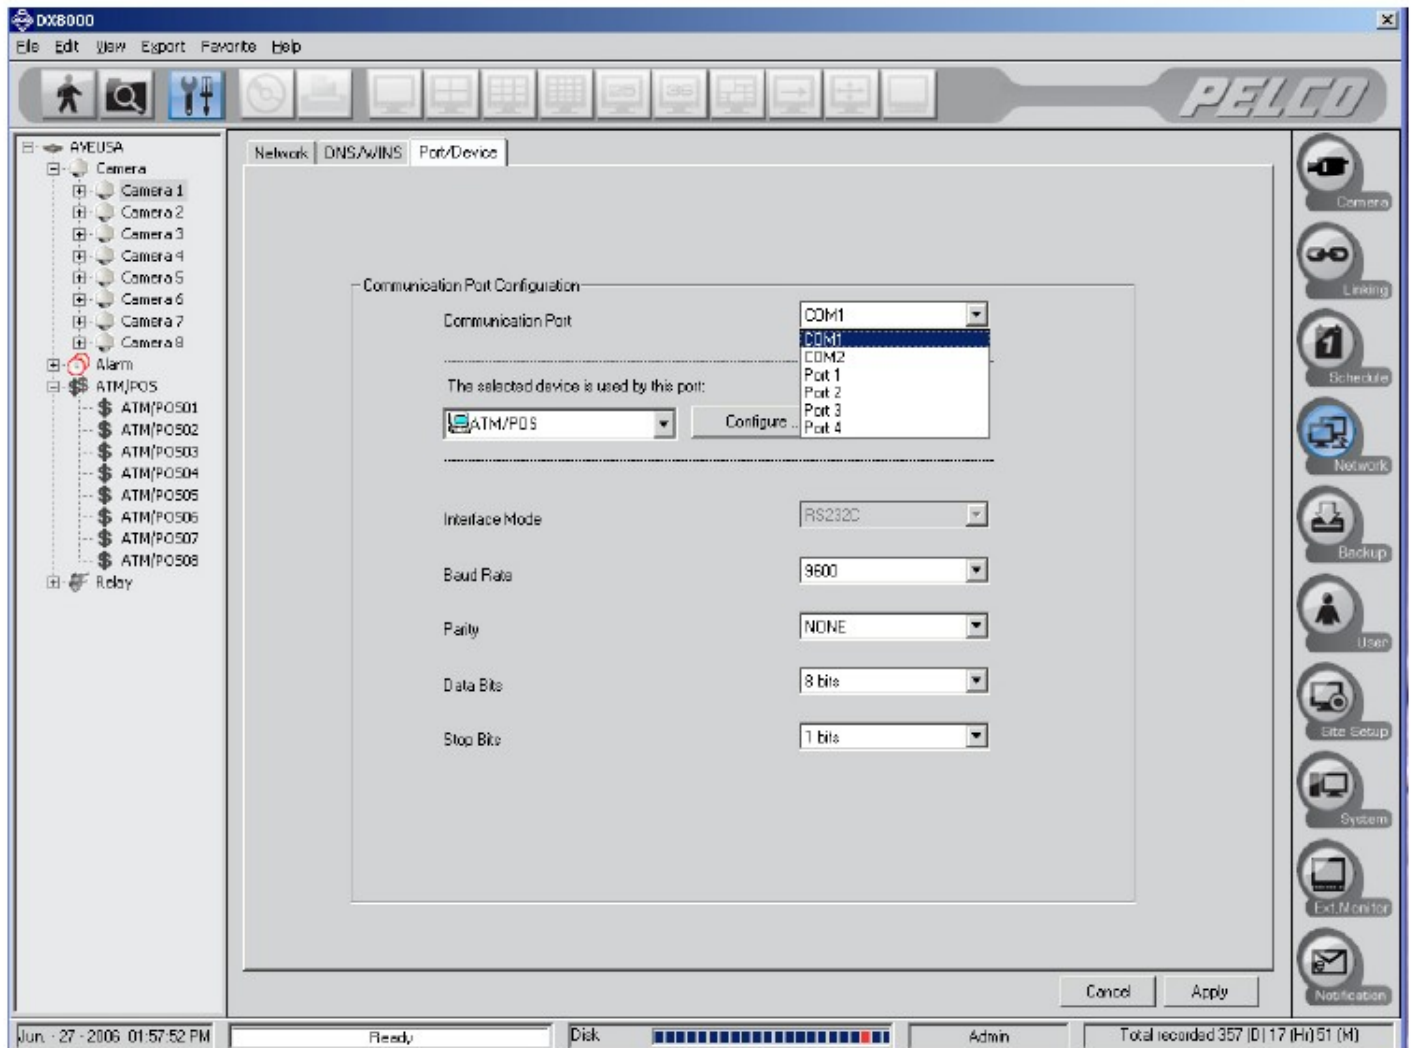 DX8000
File Edit View Export Favorite Help
PELCO
AVEUSA
Camera
Camera 1
Camera 2
Camera 3
Camera 4
Camera 5
Camera 6
Camera 7
Camera 8
Alarm
ATM/POS
ATM/POS01
ATM/POS02
ATM/POS03
ATM/POS04
ATM/POS05
ATM/POS06
ATM/POS07
ATM/POS08
Relay
Network DNS/WINS Port/Device
Communication Port Configuration
Communication Port COM1
COM1
COM2
Port 1
Port 2
Port 3
Port 4
The selected device is used by this port:
ATM/POS Configure ..
Interface Mode RS232C
Baud Rate 9600
Parity NONE
Data Bits 8 bits
Stop Bits 1 bits
Cancel Apply
25 36
Camera
Linking
1
Schedule
Network
Backup
User
Site Setup
System
Ext.Monitor
Notification
Jun. - 27 - 2006 01:57:52 PM Ready Disk Admin Total recorded 357 (D) 17 (Hr) 51 (M)